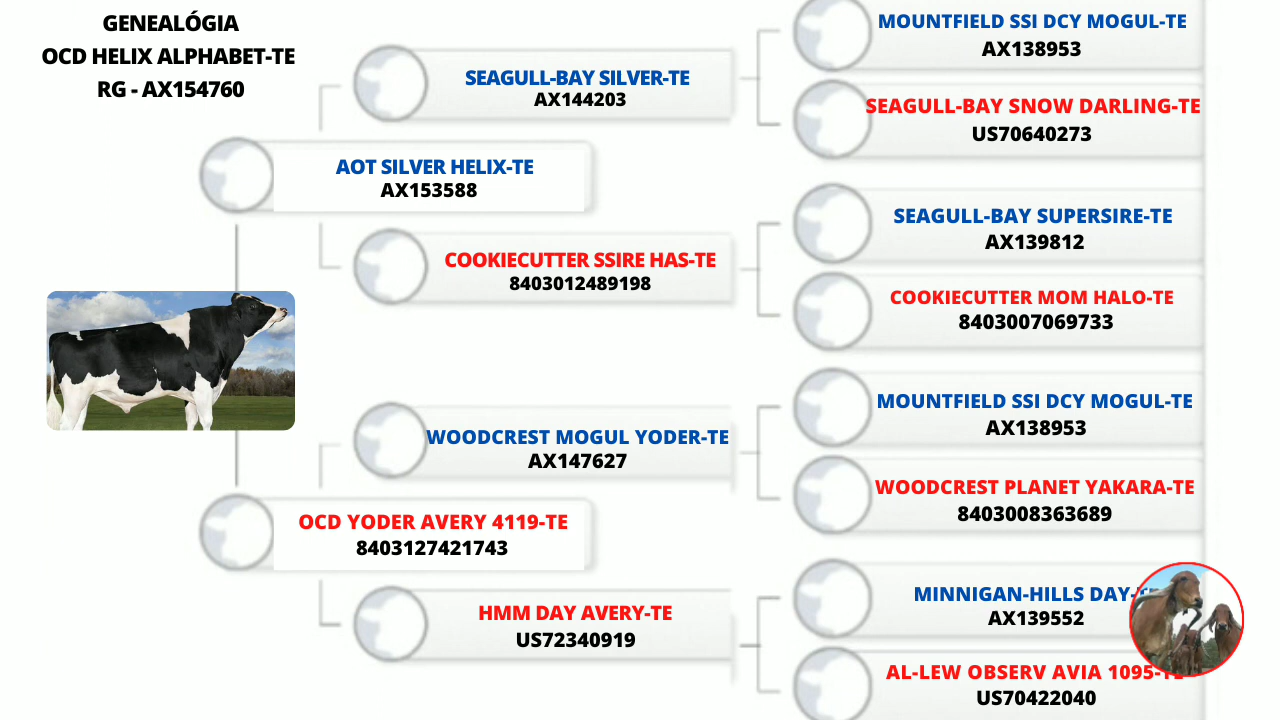 GENEALÓGIA
OCD HELIX ALPHABET-TE
RG - AX154760
MOUNTFIELD SSI DCY MOGUL-TE
AX138953
SEAGULL-BAY SILVER-TE
AX144203
SEAGULL-BAY SNOW DARLING-TE
US70640273
AOT SILVER HELIX-TE
AX153588
SEAGULL-BAY SUPERSIRE-TE
AX139812
COOKIECUTTER SSIRE HAS-TE
8403012489198
COOKIECUTTER MOM HALO-TE
8403007069733
MOUNTFIELD SSI DCY MOGUL-TE
AX138953
WOODCREST MOGUL YODER-TE
AX147627
WOODCREST PLANET YAKARA-TE
8403008363689
OCD YODER AVERY 4119-TE
8403127421743
MINNIGAN-HILLS
AX139552
HMM DAY AVERY-TE
US72340919
AL-LEW OBSERV AVIA 1095-TE
US70422040